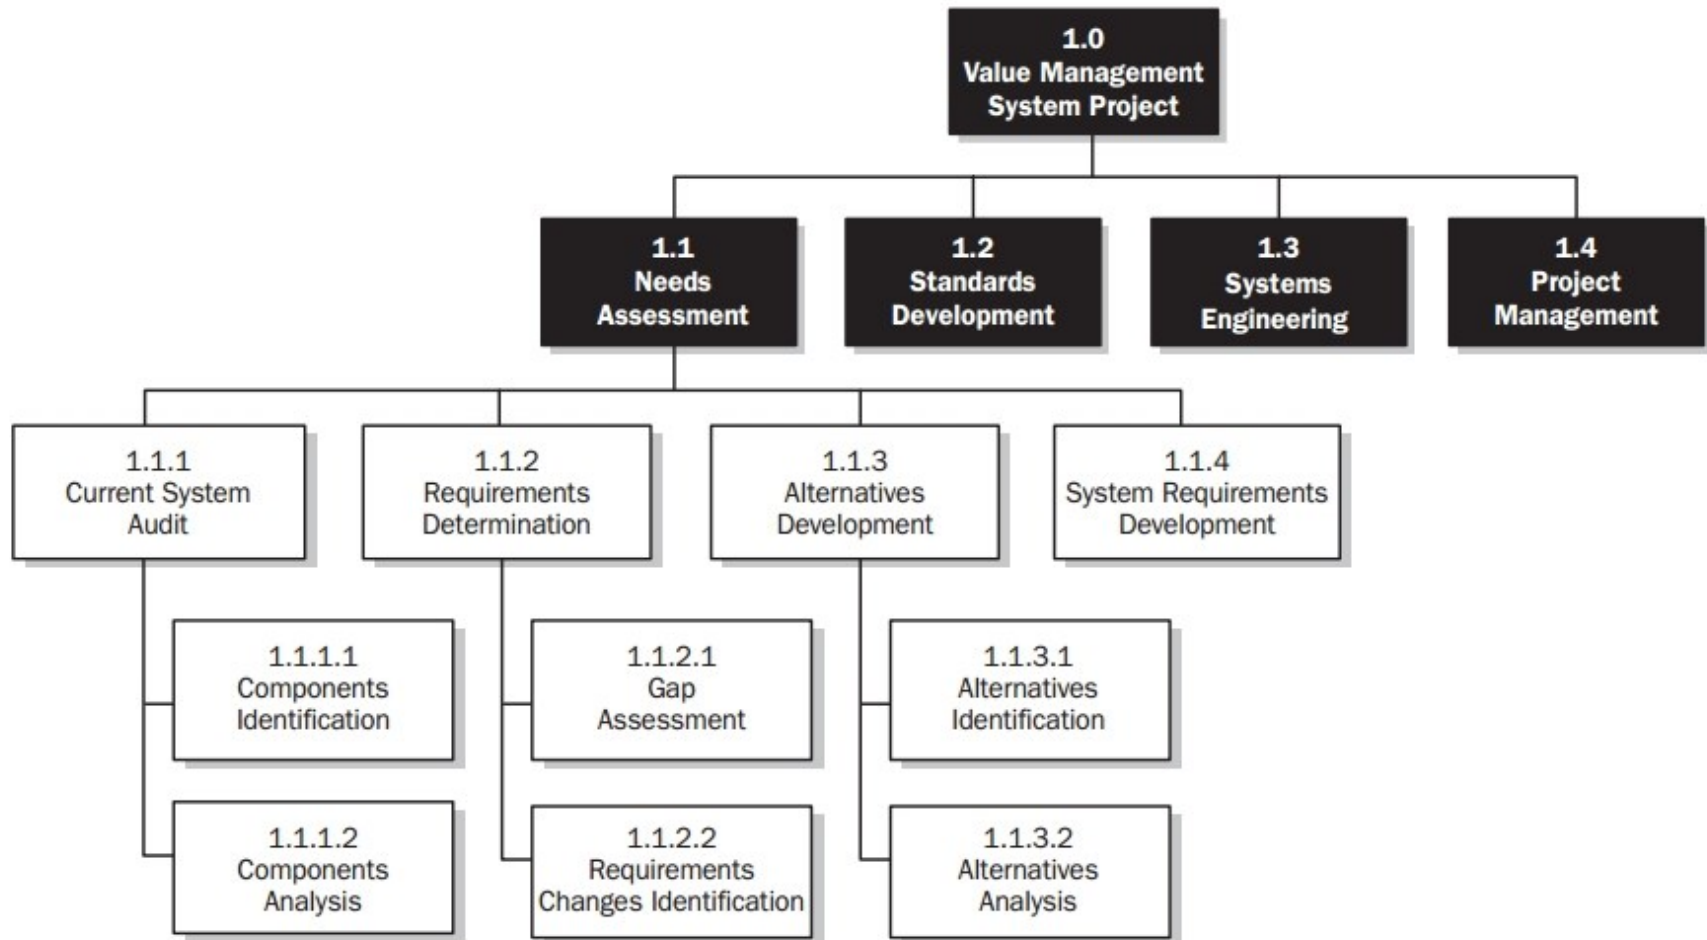 1.0
Value Management
System Project
1.1
Needs
Assessment
1.2
Standards
Development
1.3
Systems
Engineering
1.4
Project
Management
1.1.1
Current System
Audit
1.1.2
Requirements
Determination
1.1.3
Alternatives
Development
1.1.4
System Requirements
Development
1.1.1.1
Components
Identification
1.1.2.1
Gap
Assessment
1.1.3.1
Alternatives
Identification
1.1.1.2
Components
Analysis
1.1.2.2
Requirements
Changes Identification
1.1.3.2
Alternatives
Analysis